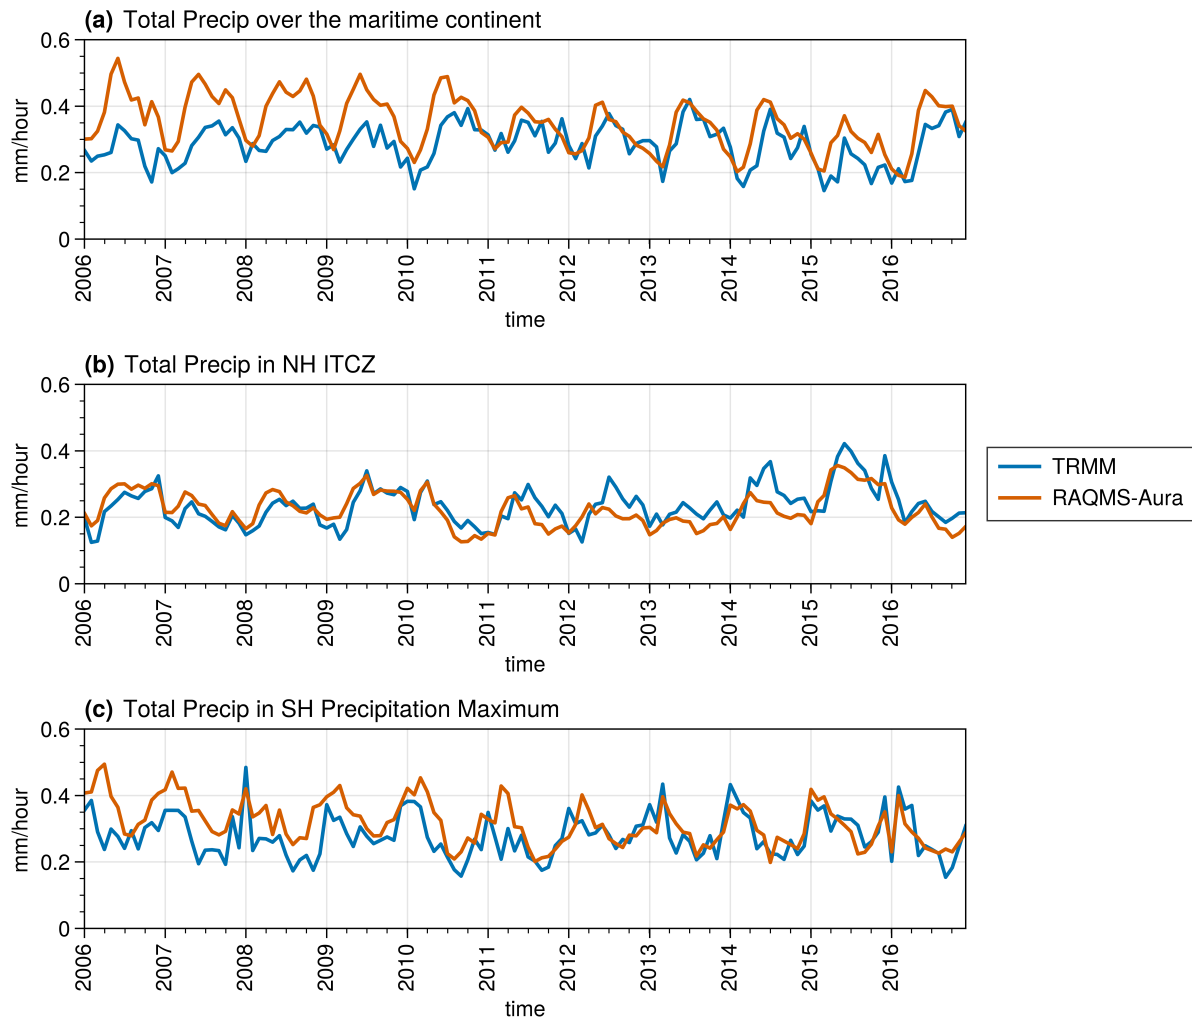 (a) Total Precip over the maritime continent
0.6
0.4
0.2
0
mm/hour
2006 2007 2008 2009 2010 2011 2012 2013 2014 2015 2016
time
(b) Total Precip in NH ITCZ
0.6
0.4
0.2
0
mm/hour
2006 2007 2008 2009 2010 2011 2012 2013 2014 2015 2016
time
TRMM
RAQMS-Aura
(c) Total Precip in SH Precipitation Maximum
0.6
0.4
0.2
0
mm/hour
2006 2007 2008 2009 2010 2011 2012 2013 2014 2015 2016
time